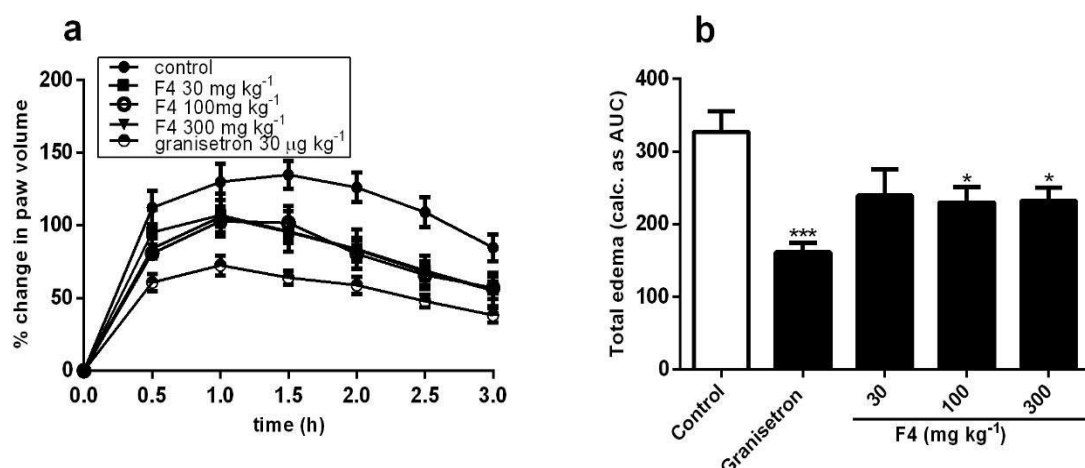 a
control
F4 30 mg kg-1
F4 100mg kg-1
F4 300 mg kg-1
granisetron 30 μg kg-1
% change in paw volume
200
150
100
50
0
0.0 0.5 1.0 1.5 2.0 2.5 3.0
time (h)
b
Total edema (calc. as AUC)
400
300
200
100
0
***
*
*
Control
Granisetron
30
100
300
F4 (mg kg-1)